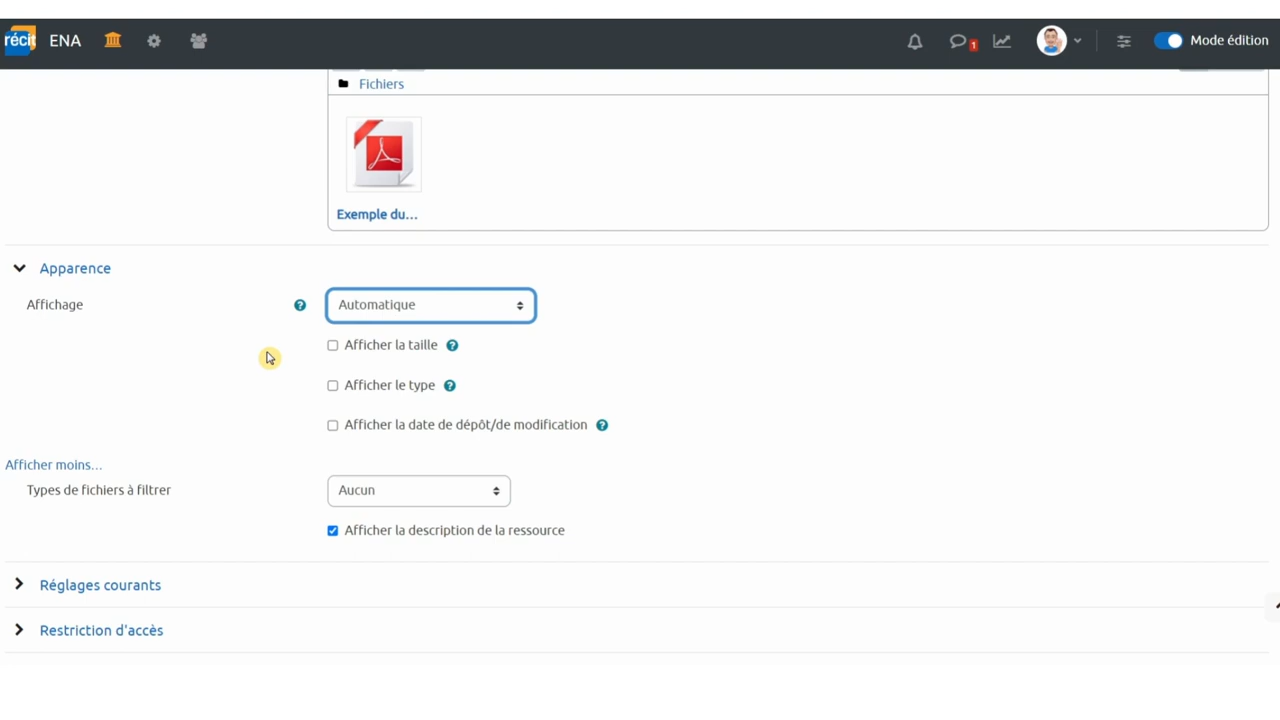 récit ENA 1 Mode édition
Fichiers
Exemple du...
Apparence
Affichage ? Automatique
Afficher la taille ?
Afficher le type ?
Afficher la date de dépôt/de modification ?
Afficher moins...
Types de fichiers à filtrer Aucun
Afficher la description de la ressource
Réglages courants
Restriction d'accès